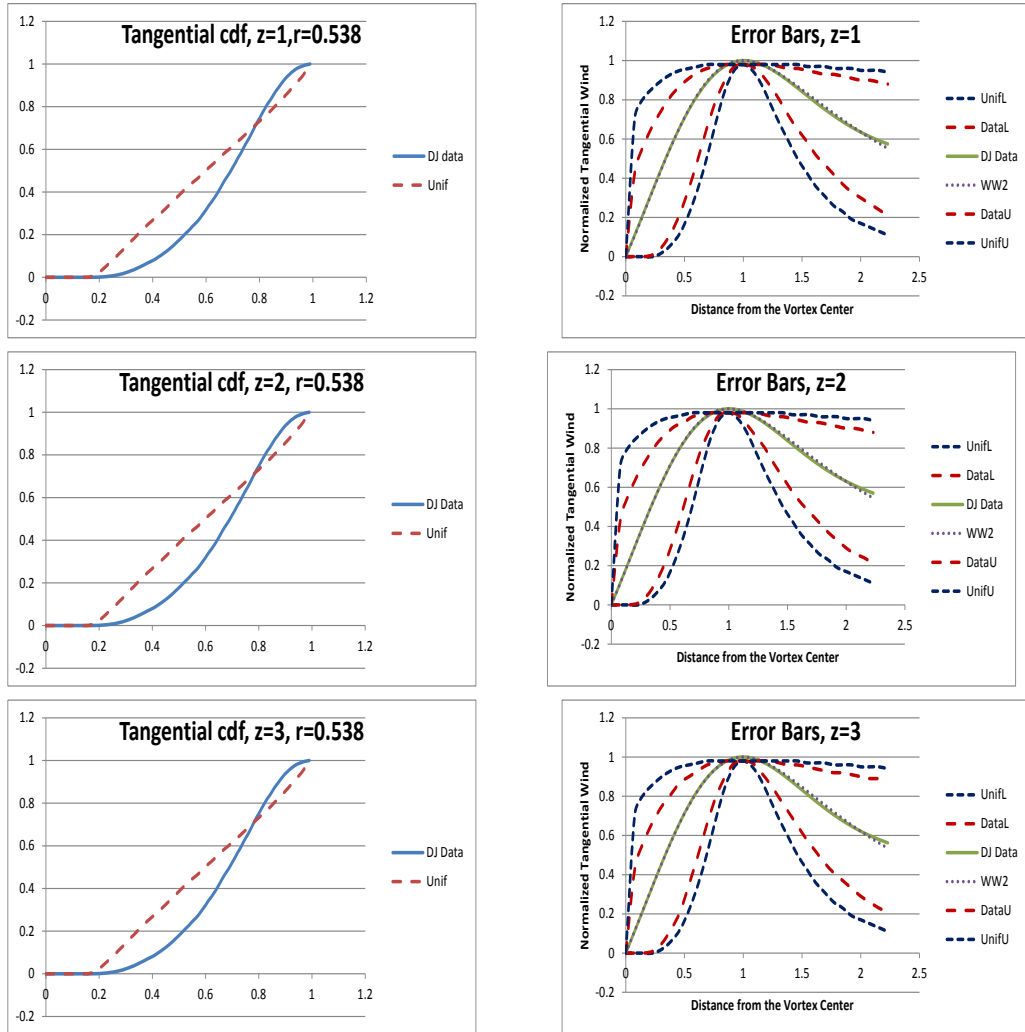 Tangential cdf, z=1,r=0.538
1.2
1
0.8
0.6
0.4
0.2
0
-0.2
0 0.2 0.4 0.6 0.8 1 1.2
DJ data
Unif
Error Bars, z=1
Normalized Tangential Wind
1.2
1
0.8
0.6
0.4
0.2
0
-0.2
0 0.5 1 1.5 2 2.5
Distance from the Vortex Center
UnifL
DataL
DJ Data
WW2
DataU
UnifU
Tangential cdf, z=2, r=0.538
1.2
1
0.8
0.6
0.4
0.2
0
-0.2
0 0.2 0.4 0.6 0.8 1 1.2
DJ Data
Unif
Error Bars, z=2
Normalized Tangential Wind
1.2
1
0.8
0.6
0.4
0.2
0
-0.2
0 0.5 1 1.5 2 2.5
Distance from the Vortex Center
UnifL
DataL
DJ Data
WW2
DataU
UnifU
Tangential cdf, z=3, r=0.538
1.2
1
0.8
0.6
0.4
0.2
0
-0.2
0 0.2 0.4 0.6 0.8 1 1.2
DJ Data
Unif
Error Bars, z=3
Normalized Tangential Wind
1.2
1
0.8
0.6
0.4
0.2
0
-0.2
0 0.5 1 1.5 2 2.5
Distance from the Vortex Center
UnifL
DataL
DJ Data
WW2
DataU
UnifU